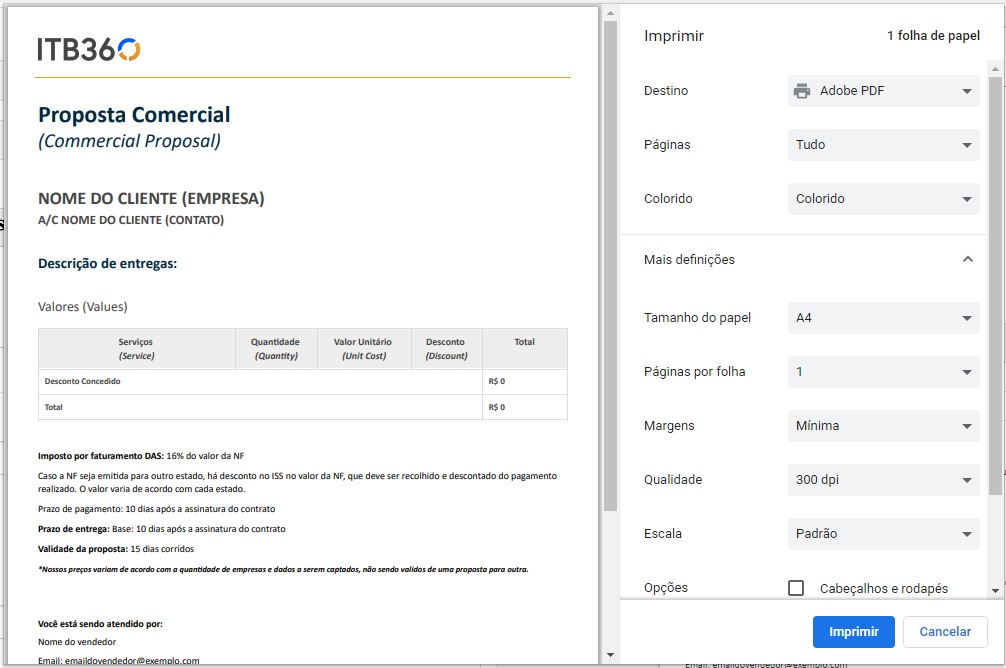 ITB360
Proposta Comercial
(Commercial Proposal)
NOME DO CLIENTE (EMPRESA)
A/C NOME DO CLIENTE (CONTATO)
Descrição de entregas:
Valores (Values)
Serviços Quantidade Valor Unitário Desconto Total
(Service) (Quantity) (Unit Cost) (Discount)
Desconto Concedido R$ 0
Total R$ 0
Imposto por faturamento DAS: 16% do valor da NF
Caso a NF seja emitida para outro estado, há desconto no ISS no valor da NF, que deve ser recolhido e descontado do pagamento
realizado. O valor varia de acordo com cada estado.
Prazo de pagamento: 10 dias após a assinatura do contrato
Prazo de entrega: Base: 10 dias após a assinatura do contrato
Validade da proposta: 15 dias corridos
*Nossos preços variam de acordo com a quantidade de empresas e dados a serem captados, não sendo validos de uma proposta para outra.
Você está sendo atendido por:
Nome do vendedor
Email: emaildovendedor@exemplo.com
Imprimir 1 folha de papel
Destino Adobe PDF
Páginas Tudo
Colorido Colorido
Mais definições
Tamanho do papel A4
Páginas por folha 1
Margens Mínima
Qualidade 300 dpi
Escala Padrão
Opções Cabeçalhos e rodapés
Imprimir Cancelar
Email: emaildovendedor@exemplo.com